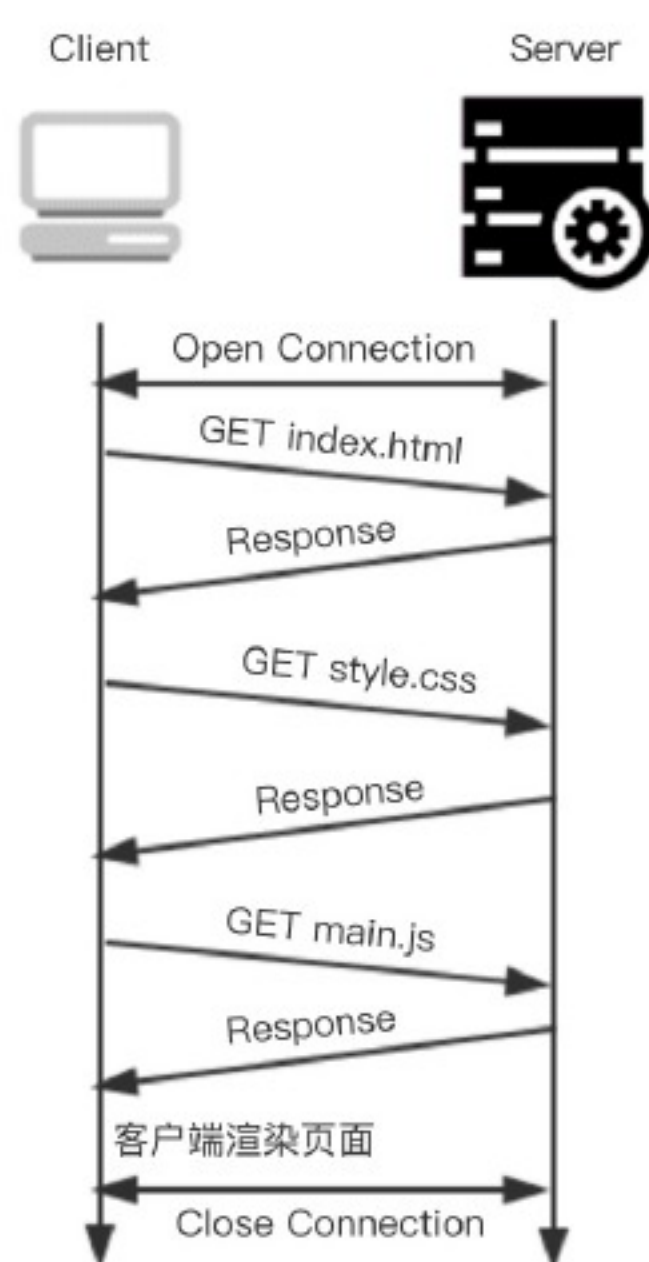 Client
Server
Open Connection
GET index.html
Response
GET style.css
Response
GET main.js
Response
客户端渲染页面
Close Connection